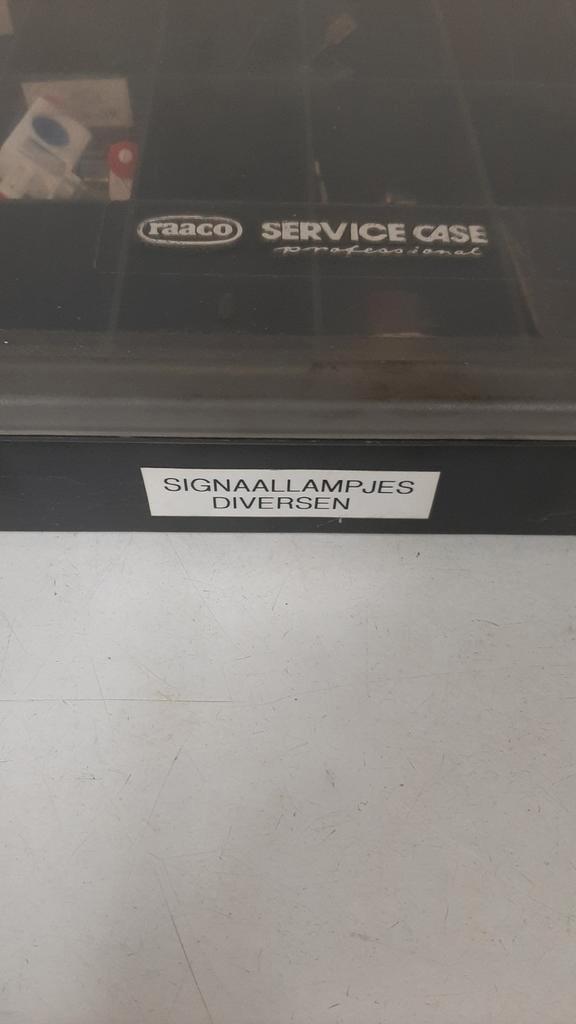 raaco SERVICE CASE
professional
SIGNAALLAMPJES
DIVERSEN